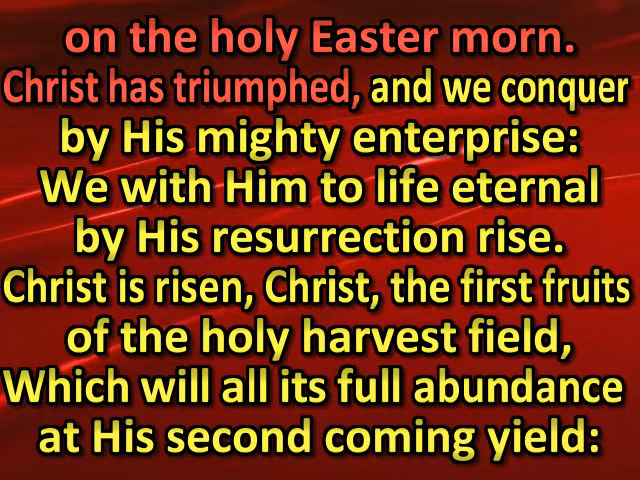 on the holy Easter morn.
Christ has triumphed, and we conquer
by His mighty enterprise:
We with Him to life eternal
by His resurrection rise.
Christ is risen, Christ, the first fruits
of the holy harvest field,
Which will all its full abundance
at His second coming yield: